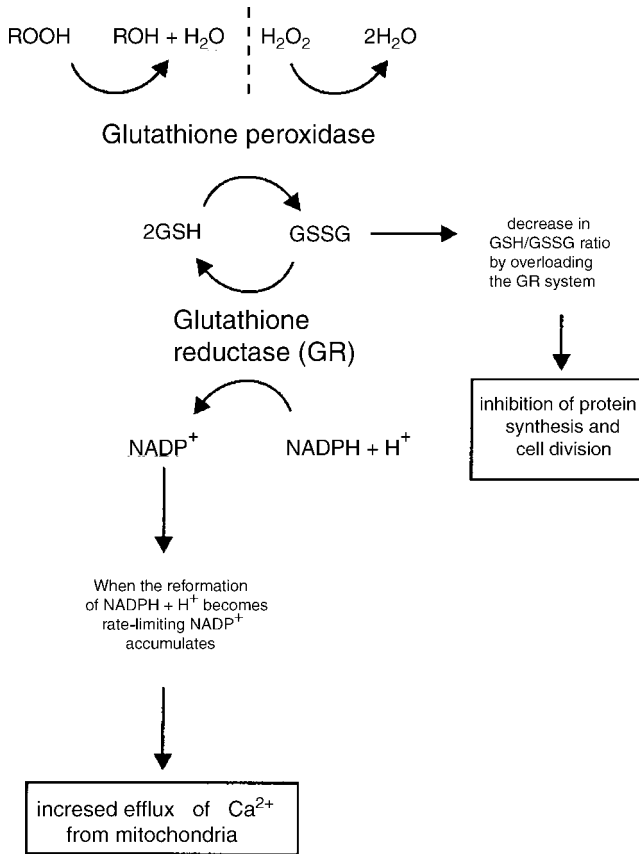 ROOH ROH + H₂O H₂O₂ 2H₂O
Glutathione peroxidase
2GSH GSSG
decrease in
GSH/GSSG ratio
by overloading
the GR system
Glutathione
reductase (GR)
inhibition of protein
synthesis and
cell division
NADP⁺ NADPH + H⁺
When the reformation
of NADPH + H⁺ becomes
rate-limiting NADP⁺
accumulates
incresed efflux of Ca²⁺
from mitochondria